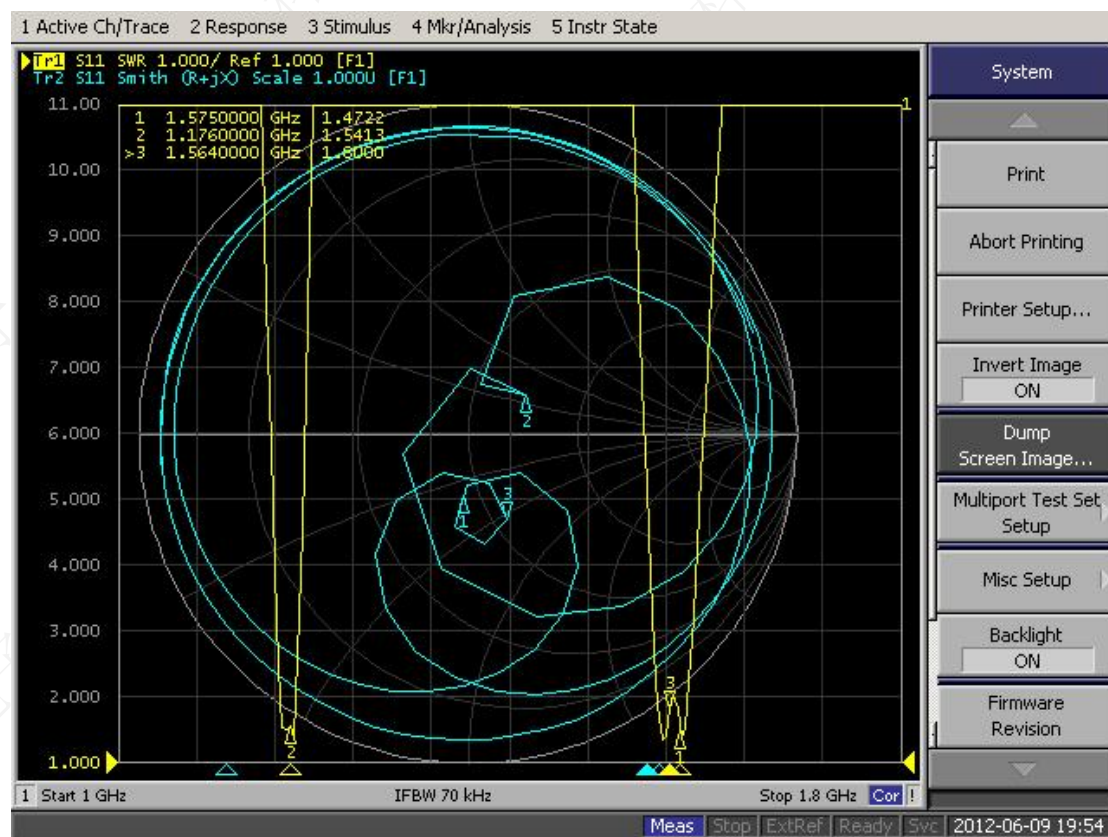 1 Active Ch/Trace 2 Response 3 Stimulus 4 Mkr/Analysis 5 Instr State
Tr1 S11 SWR 1.000/ Ref 1.000 [F1]
Tr2 S11 Smith (R+jX) Scale 1.000U [F1]
11.00
10.00
9.000
8.000
7.000
6.000
5.000
4.000
3.000
2.000
1.000
1 1.5750000 GHz 1.4722
2 1.1760000 GHz 1.5413
>3 1.5640000 GHz
1
2
1
3
3
2
1
1 Start 1 GHz IFBW 70 kHz Stop 1.8 GHz Cor !
Meas Stop ExtRef Ready Svc 2012-06-09 19:54
System
Print
Abort Printing
Printer Setup...
Invert Image
ON
Dump
Screen Image...
Multiport Test Set
Setup
Misc Setup
Backlight
ON
Firmware
Revision